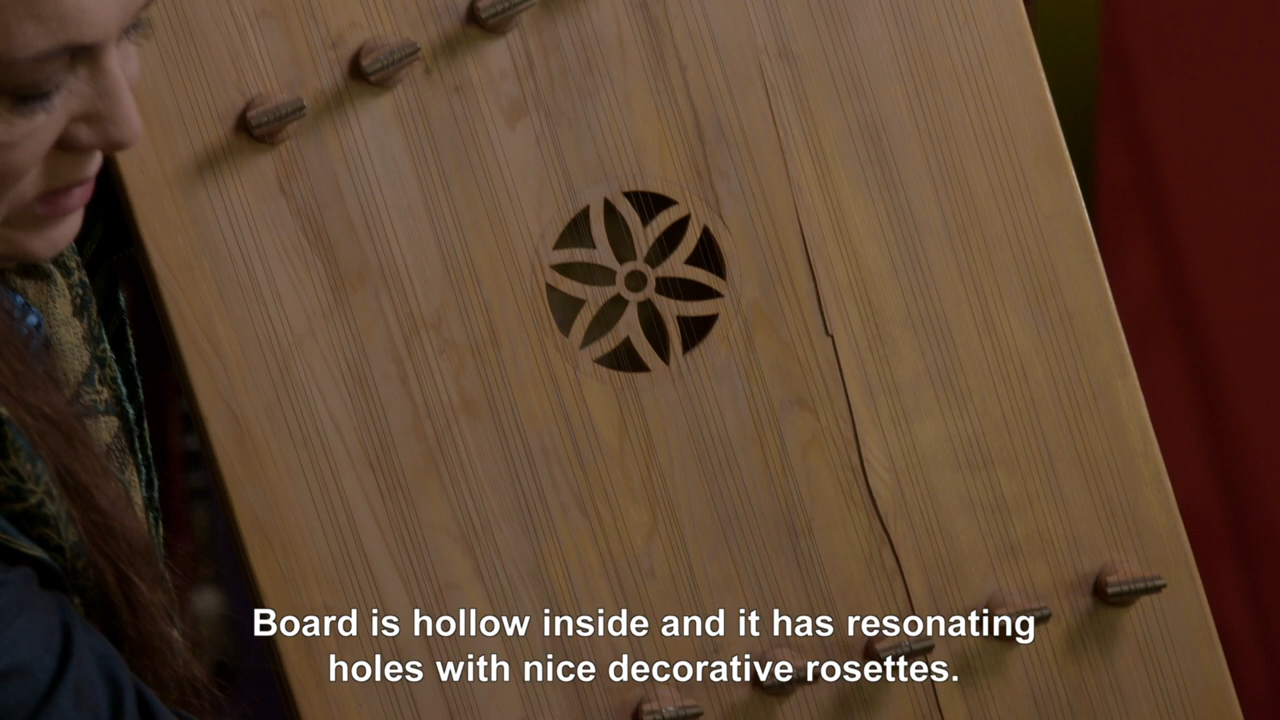 Board is hollow inside and it has resonating
holes with nice decorative rosettes.